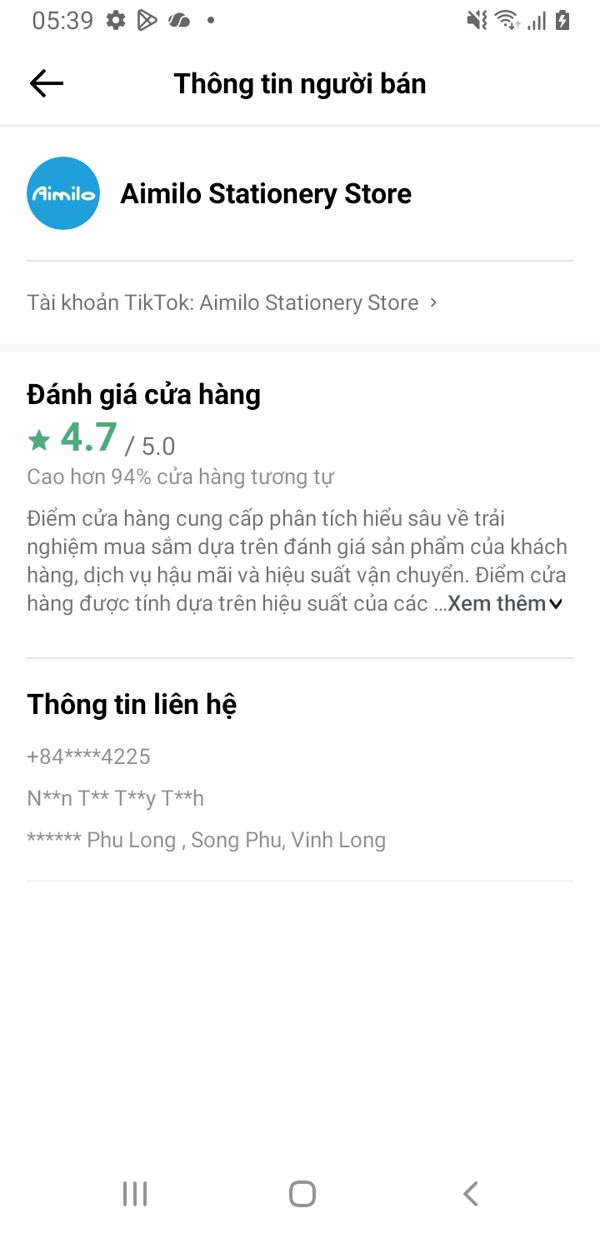 05:39
Thông tin người bán
Aimilo
Aimilo Stationery Store
Tài khoản TikTok: Aimilo Stationery Store
Đánh giá cửa hàng
4.7 / 5.0
Cao hơn 94% cửa hàng tương tự
Điểm cửa hàng cung cấp phân tích hiểu sâu về trải
nghiệm mua sắm dựa trên đánh giá sản phẩm của khách
hàng, dịch vụ hậu mãi và hiệu suất vận chuyển. Điểm cửa
hàng được tính dựa trên hiệu suất của các ...Xem thêm
Thông tin liên hệ
+84****4225
N**n T** T**y T**h
****** Phu Long , Song Phu, Vinh Long